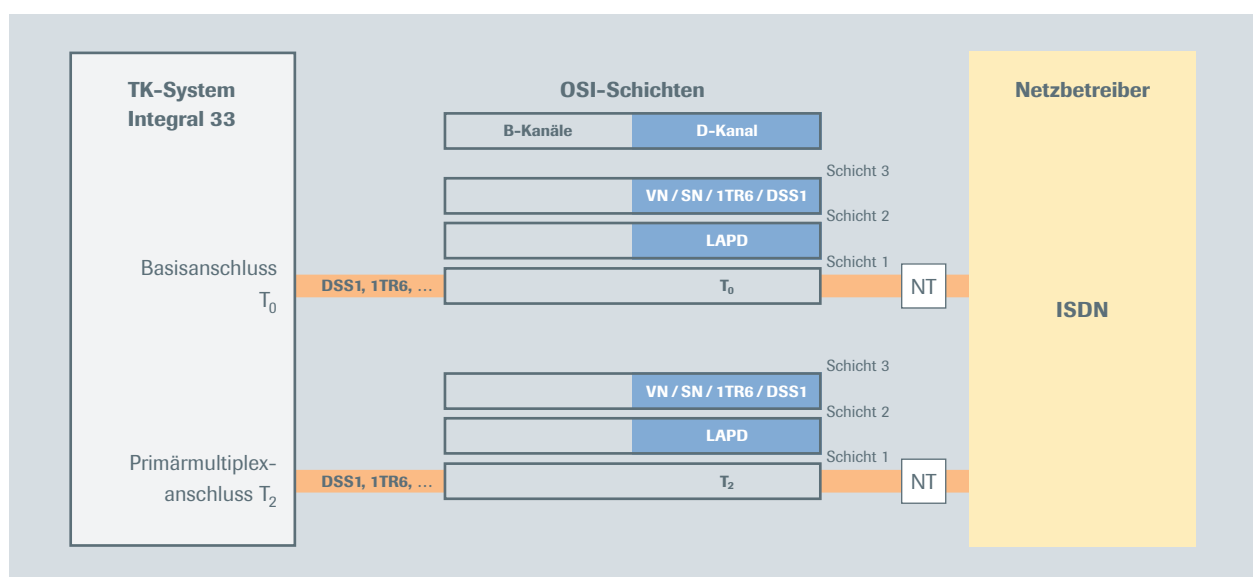 TK-System
Integral 33
OSI-Schichten
Netzbetreiber
B-Kanäle
D-Kanal
Schicht 3
VN / SN / 1TR6 / DSS1
Schicht 2
LAPD
Schicht 1
Basisanschluss
T₀
DSS1, 1TR6, …
T₀
NT
ISDN
Schicht 3
VN / SN / 1TR6 / DSS1
Schicht 2
LAPD
Schicht 1
Primärmultiplex-
anschluss T₂
DSS1, 1TR6, …
T₂
NT